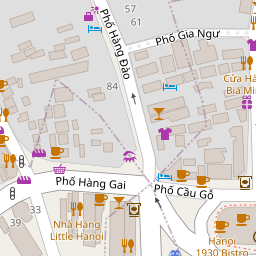 57
Phố Hàng Đào
61
Phố Gia Ngư
84
Cửa Hà
Bia Mi
Phố Hàng Gai
Phố Cầu Gỗ
39
33
Nhà Hàng
Little Hanoi
Hanoi
1930 Bistro